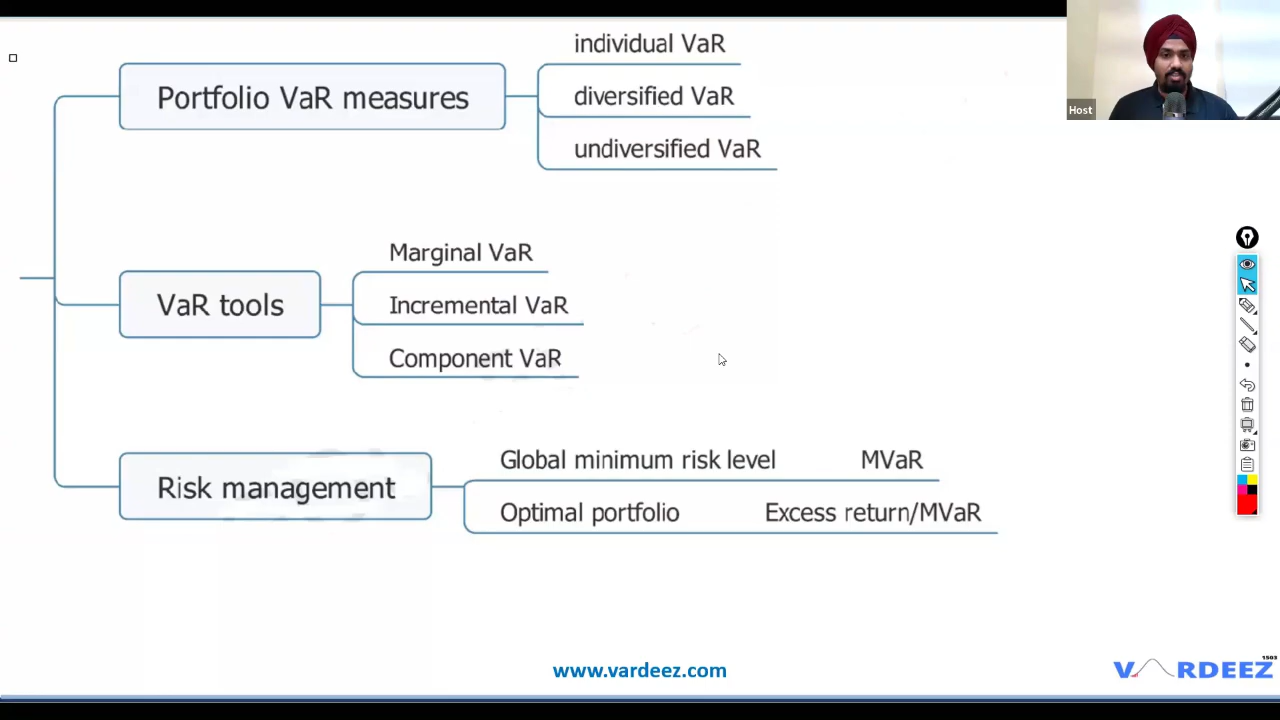 individual VaR
Portfolio VaR measures
diversified VaR
undiversified VaR
Host
Marginal VaR
VaR tools
Incremental VaR
Component VaR
Global minimum risk level MVaR
Risk management
Optimal portfolio Excess return/MVaR
www.vardeez.com
VARDEEZ
1503